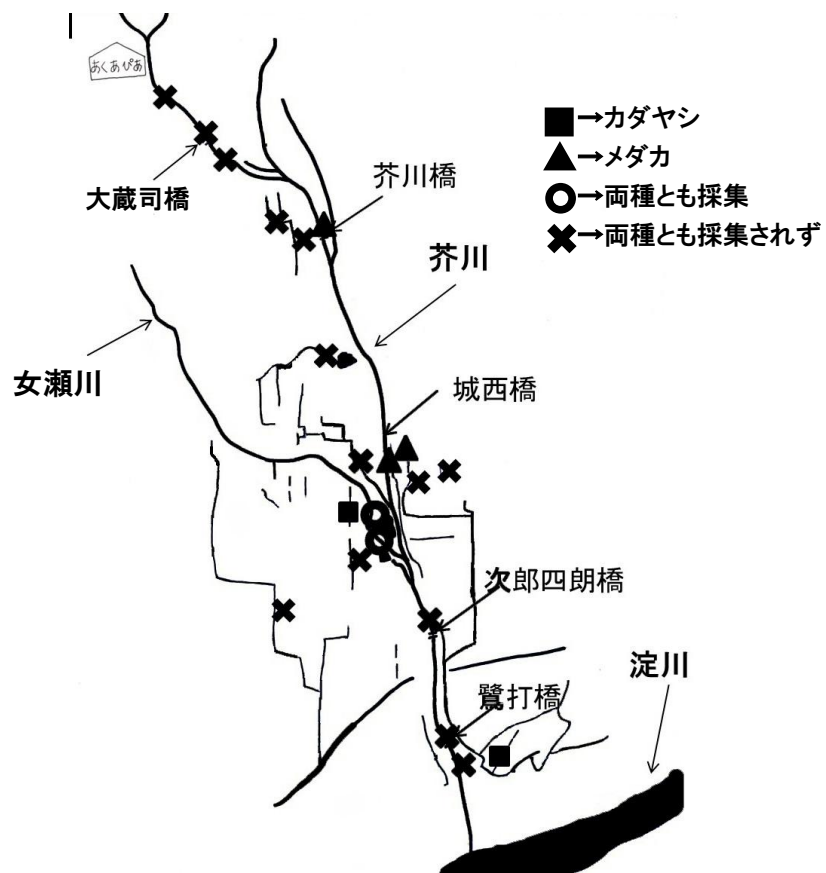 あくあぴあ
■→カダヤシ
▲→メダカ
○→両種とも採集
✖→両種とも採集されず
大蔵司橋
芥川橋
芥川
女瀬川
城西橋
次郎四朗橋
淀川
鷺打橋